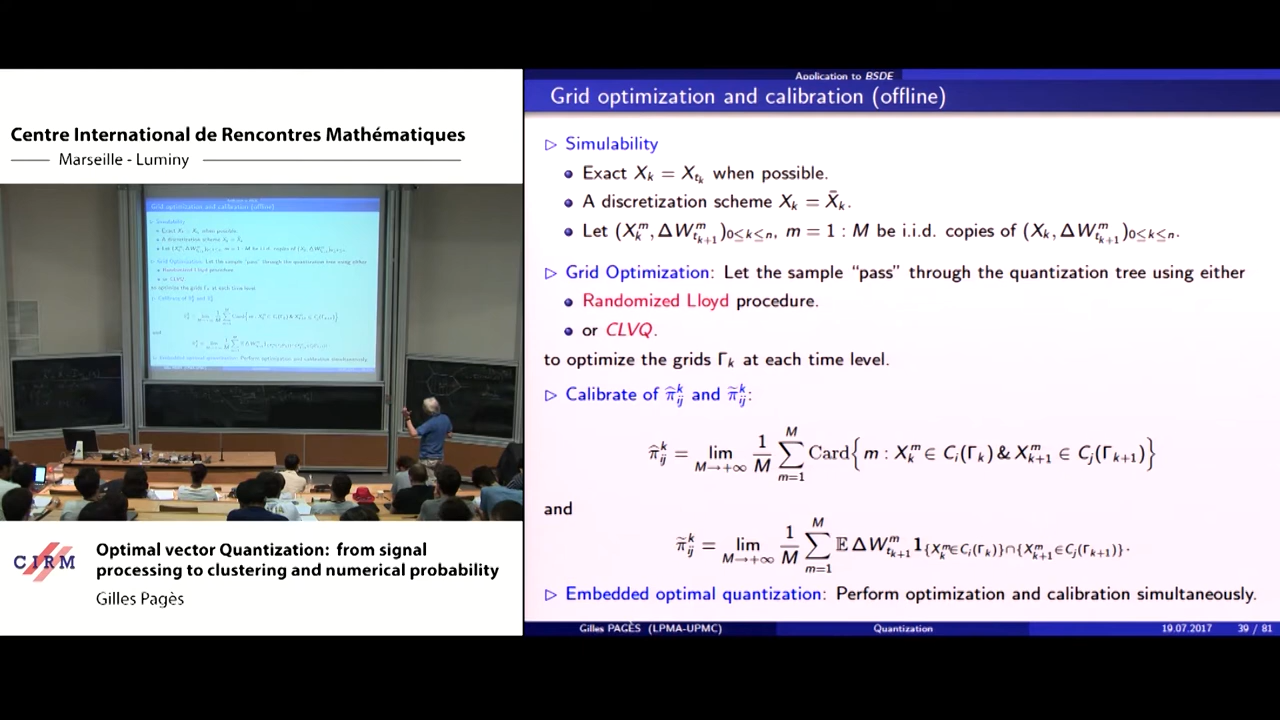 Centre International de Rencontres Mathématiques
Marseille - Luminy
CIRM
Optimal vector Quantization: from signal
processing to clustering and numerical probability
Gilles Pagès
Application to BSDE
Grid optimization and calibration (offline)
▷ Simulability
• Exact X_k = X_{t_k} when possible.
• A discretization scheme X_k = X̄_k.
• Let (X_k^m, ΔW_{t_{k+1}}^m)_{0≤k≤n}, m = 1 : M be i.i.d. copies of (X_k, ΔW_{t_{k+1}}^m)_{0≤k≤n}.
▷ Grid Optimization: Let the sample “pass” through the quantization tree using either
• Randomized Lloyd procedure.
• or CLVQ.
to optimize the grids Γ_k at each time level.
▷ Calibrate of π̂_{ij}^k and π̃_{ij}^k:
π̂_{ij}^k = lim_{M→+∞} 1/M ∑_{m=1}^{M} Card{m : X_k^m ∈ C_i(Γ_k) & X_{k+1}^m ∈ C_j(Γ_{k+1})}
and
π̃_{ij}^k = lim_{M→+∞} 1/M ∑_{m=1}^{M} 𝔼 ΔW_{t_{k+1}}^m 1_{{X_k^m∈C_i(Γ_k)}∩{X_{k+1}^m∈C_j(Γ_{k+1})}}.
▷ Embedded optimal quantization: Perform optimization and calibration simultaneously.
Gilles PAGÈS (LPMA-UPMC) Quantization 19.07.2017 39 / 81